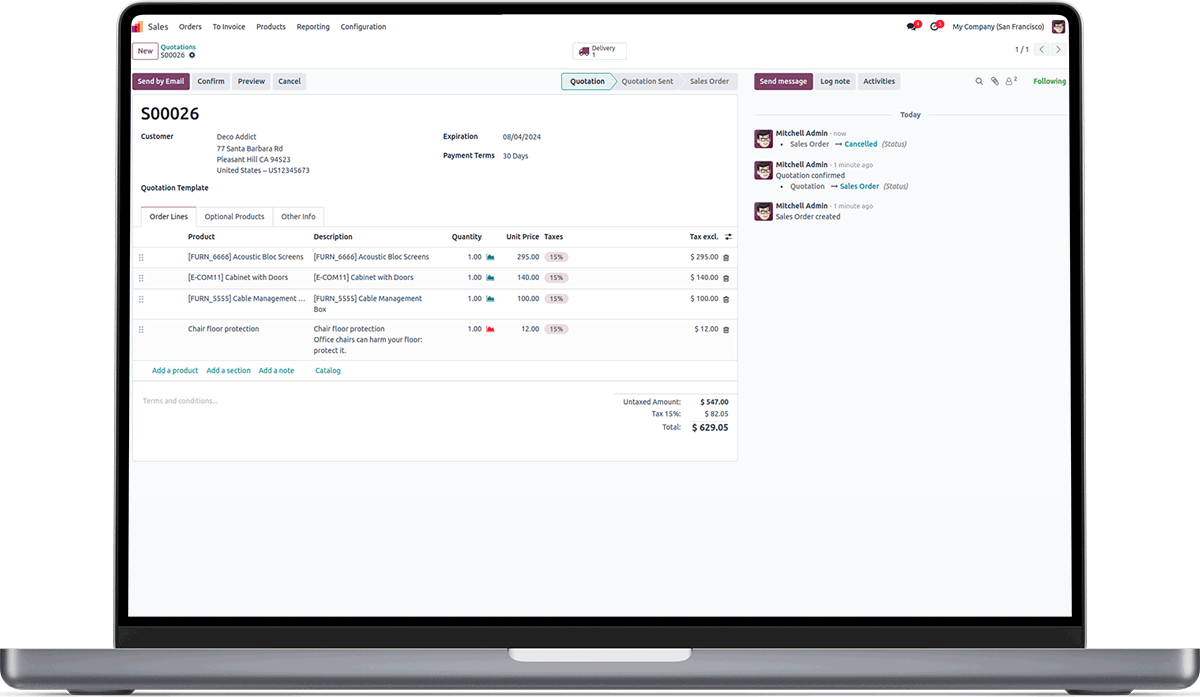 Sales Orders To Invoice Products Reporting Configuration 4 5 My Company (San Francisco)
New Quotations
S00026
Delivery
1
1 / 1
Send by Email Confirm Preview Cancel Quotation Quotation Sent Sales Order
Send message Log note Activities 2 Following
S00026
Customer Deco Addict
77 Santa Barbara Rd
Pleasant Hill CA 94523
United States – US12345673
Expiration 08/04/2024
Payment Terms 30 Days
Quotation Template
Order Lines Optional Products Other Info
Product Description Quantity Unit Price Taxes Tax excl.
[FURN_6666] Acoustic Bloc Screens [FURN_6666] Acoustic Bloc Screens 1.00 295.00 15% $ 295.00
[E-COM11] Cabinet with Doors [E-COM11] Cabinet with Doors 1.00 140.00 15% $ 140.00
[FURN_5555] Cable Management ... [FURN_5555] Cable Management 1.00 100.00 15% $ 100.00
Box
Chair floor protection Chair floor protection 1.00 12.00 15% $ 12.00
Office chairs can harm your floor:
protect it.
Add a product Add a section Add a note Catalog
Terms and conditions...
Untaxed Amount: $ 547.00
Tax 15%: $ 82.05
Total: $ 629.05
Today
Mitchell Admin - now
• Sales Order → Cancelled (Status)
Mitchell Admin - 1 minute ago
Quotation confirmed
• Quotation → Sales Order (Status)
Mitchell Admin - 1 minute ago
Sales Order created